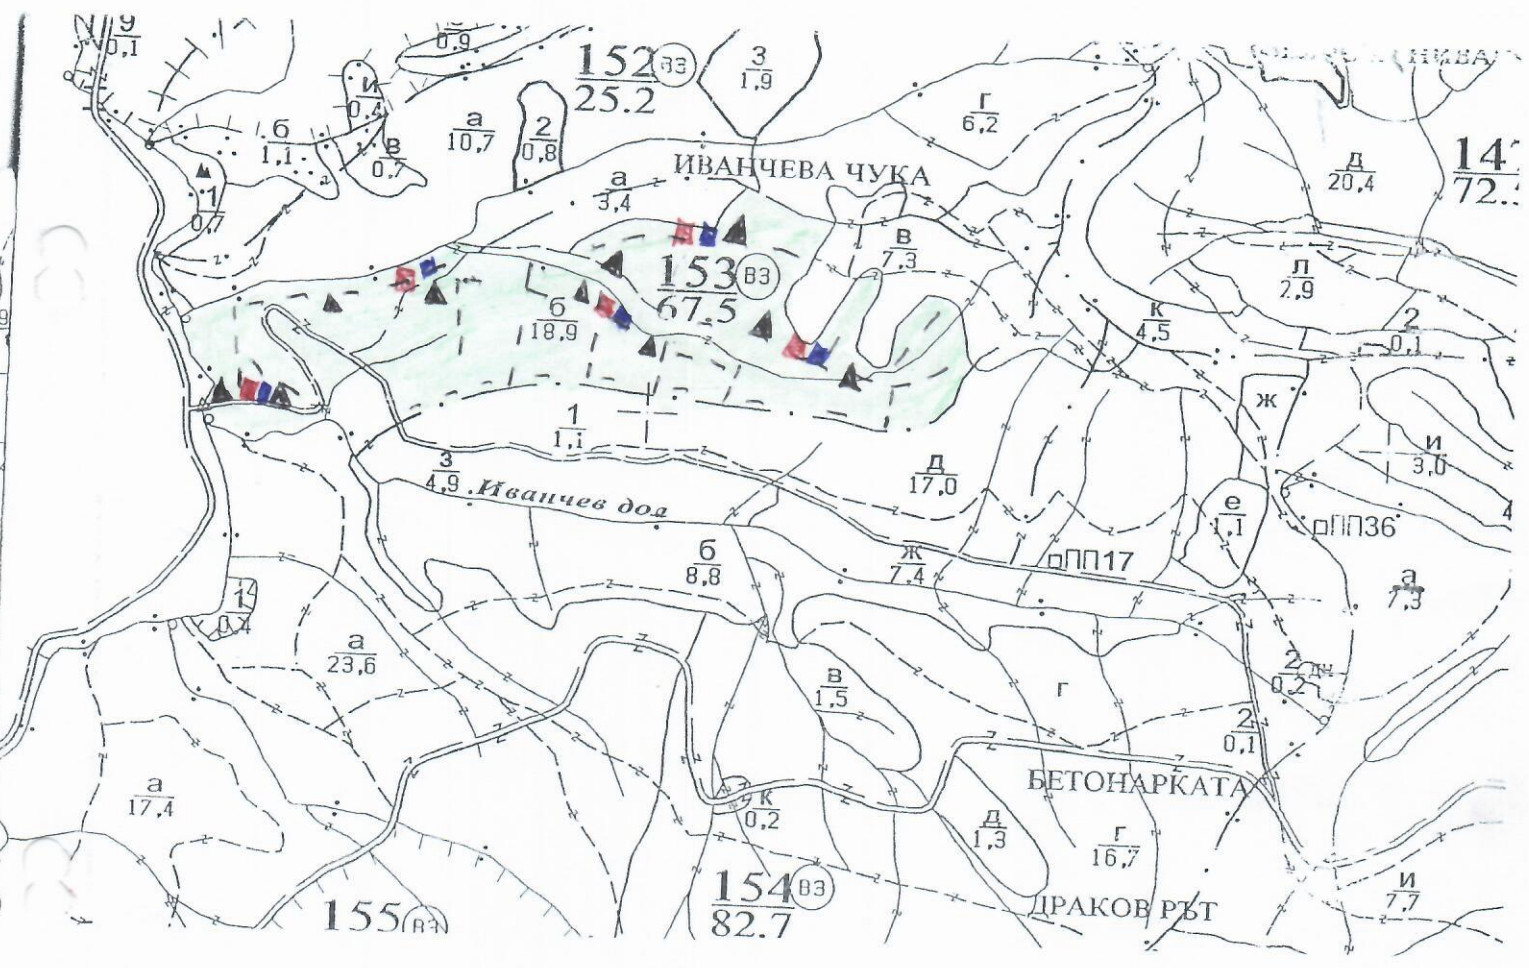 9
0,1
0,9
152 ВЗ
25.2
З
1,9
НИВА
и
0,4
б
1,1
в
0,7
а
10,7
2
0,8
г
6,2
д
20,4
1
0,7
а
3,4
ИВАНЧЕВА ЧУКА
в
7,3
л
2,9
153 ВЗ
67.5
б
18,9
к
4,5
2
0,1
ж
1
1,1
и
3,0
З
4,9
Иванчев дол
д
17,0
е
1,1
ПП36
б
8,8
ж
7,4
ПП17
а
7,3
1
0,4
а
23,6
в
1,5
г
2
0,2
2
0,1
а
17,4
к
0,2
БЕТОНАРКАТА
д
1,3
г
16,7
155 ВЗ
154 ВЗ
82.7
ДРАКОВ РЪТ
и
7,7